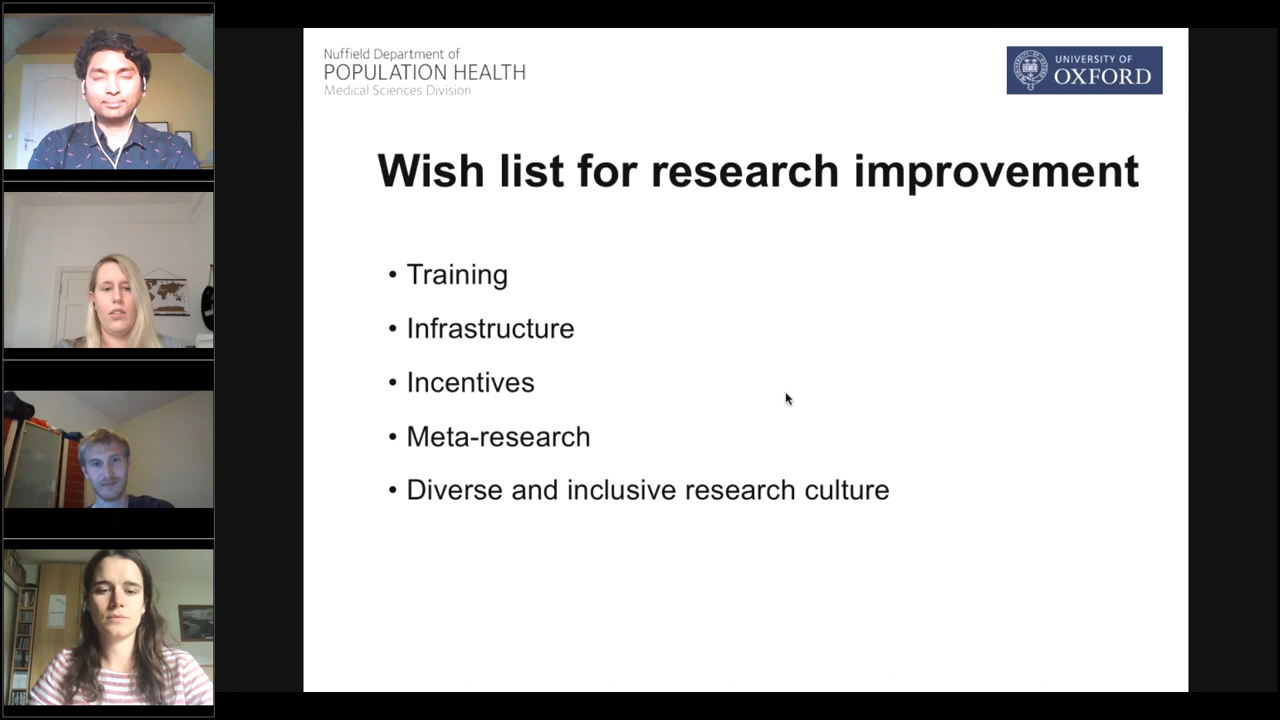 Nuffield Department of
POPULATION HEALTH
Medical Sciences Division
UNIVERSITY OF
OXFORD
Wish list for research improvement
• Training
• Infrastructure
• Incentives
• Meta-research
• Diverse and inclusive research culture